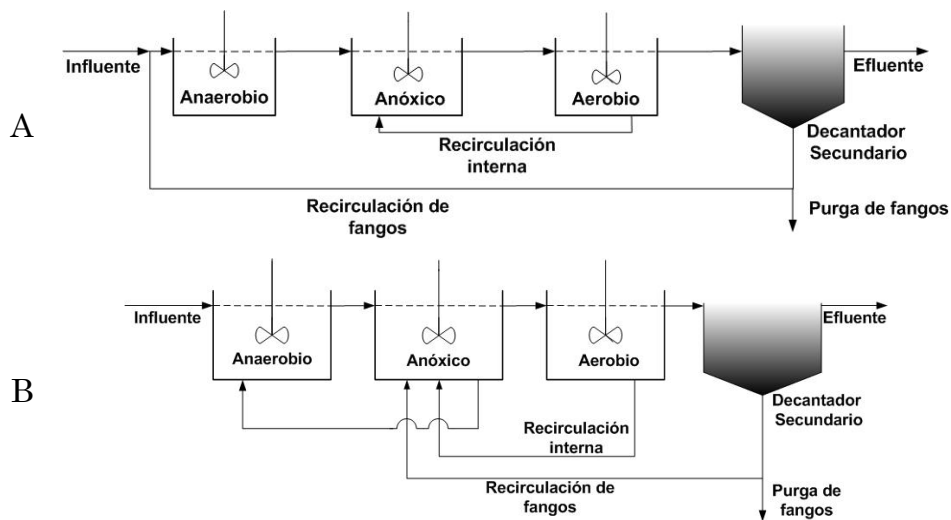 Influente
Anaerobio
Anóxico
Aerobio
Efluente
A
Recirculación
interna
Decantador
Secundario
Recirculación de
fangos
Purga de fangos
Influente
Anaerobio
Anóxico
Aerobio
Efluente
B
Decantador
Secundario
Recirculación
interna
Recirculación de
fangos
Purga de
fangos